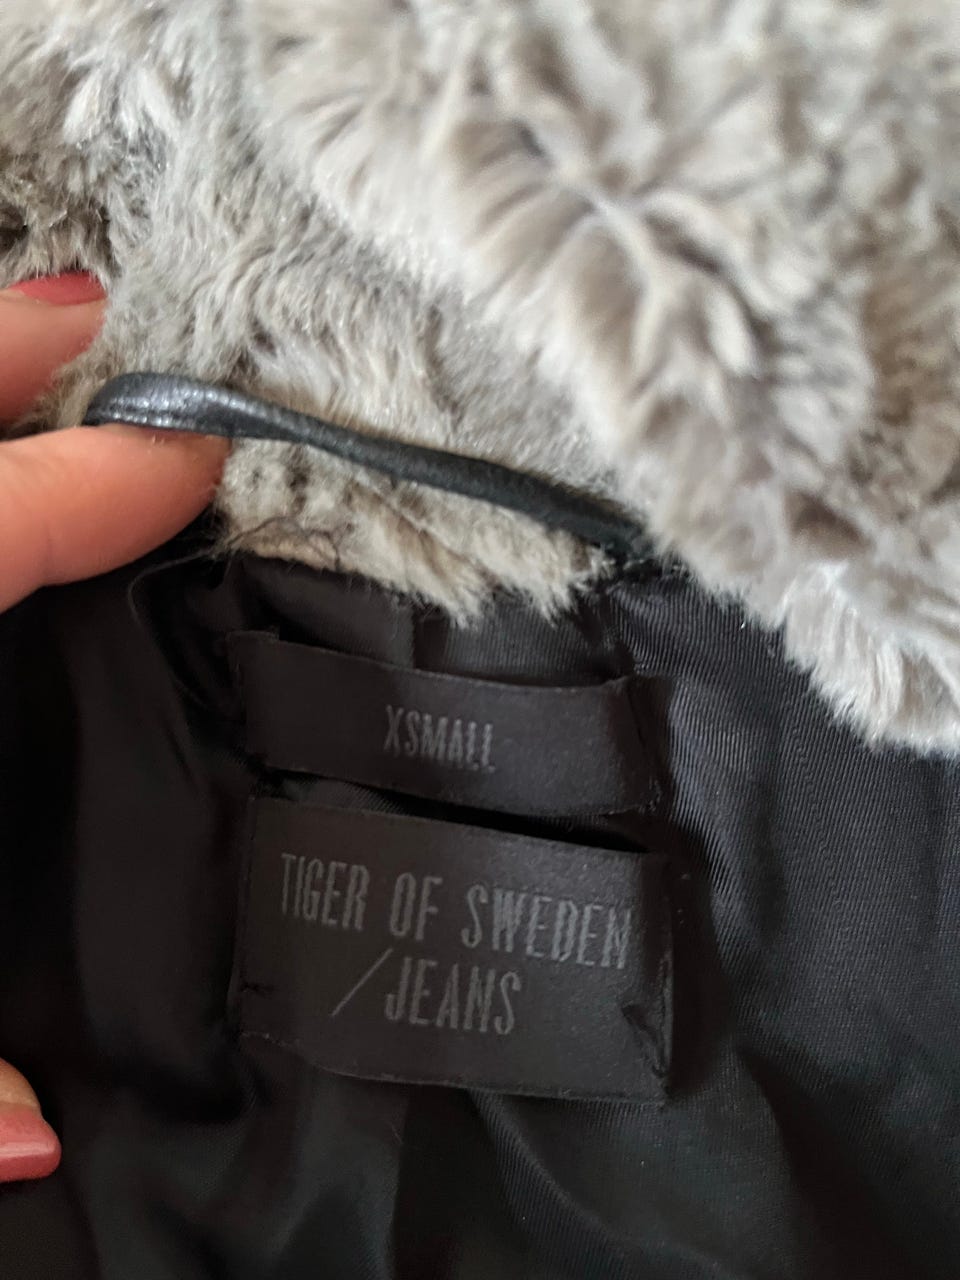 XSMALL
TIGER OF SWEDEN
/JEANS